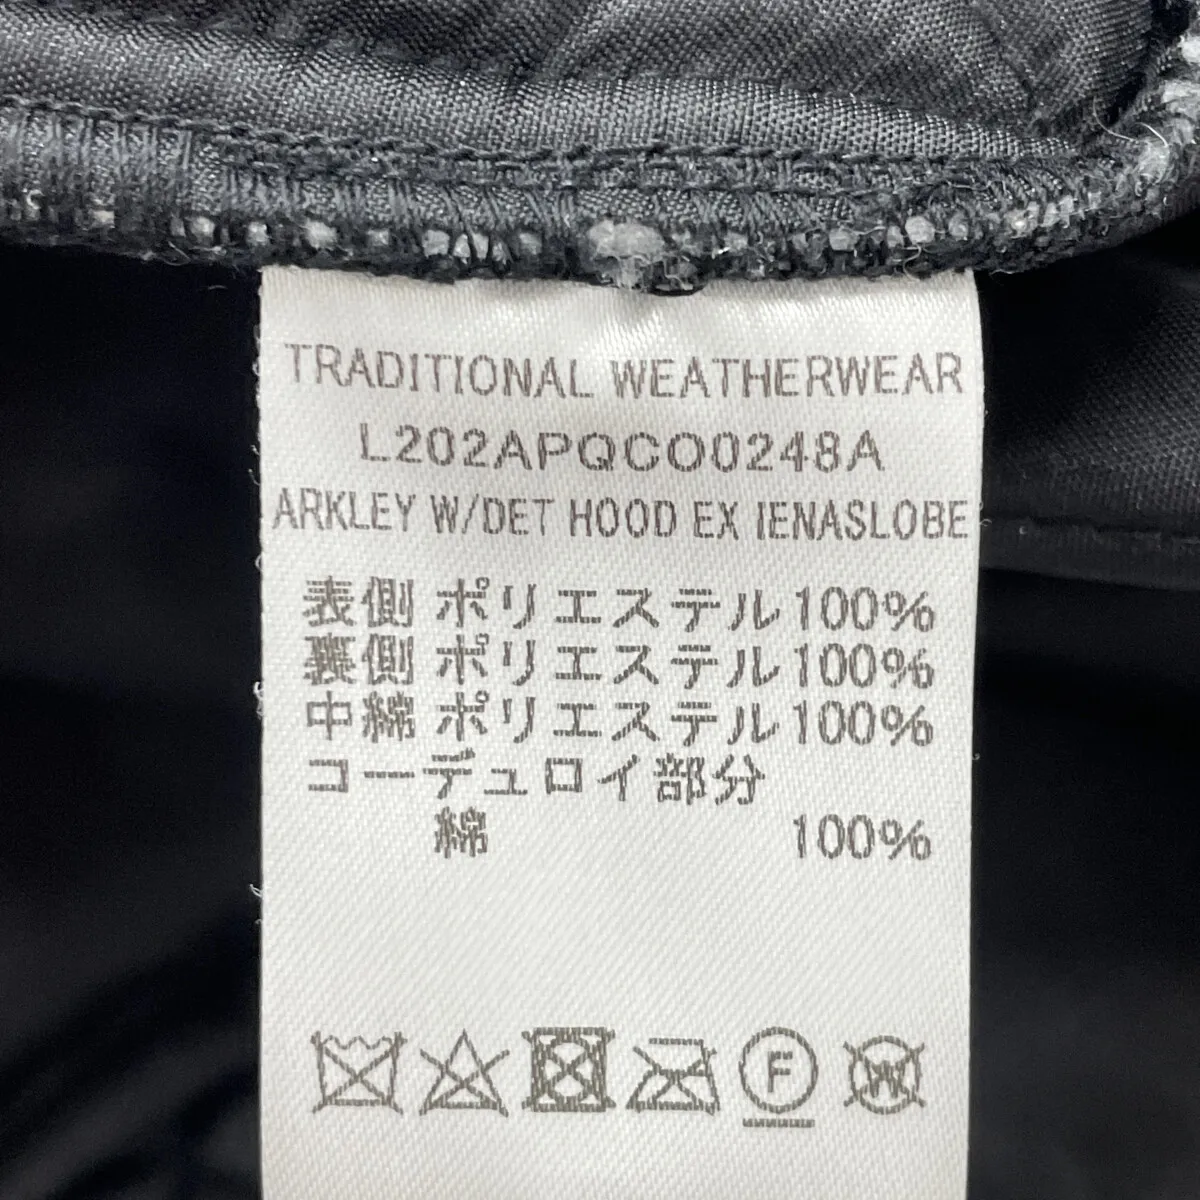 TRADITIONAL WEATHERWEAR
L202APQCO0248A
ARKLEY W/DET HOOD EX IENASLOBE
表側 ポリエステル100%
裏側 ポリエステル100%
中綿 ポリエステル100%
コーデュロイ部分
綿 100%
F W